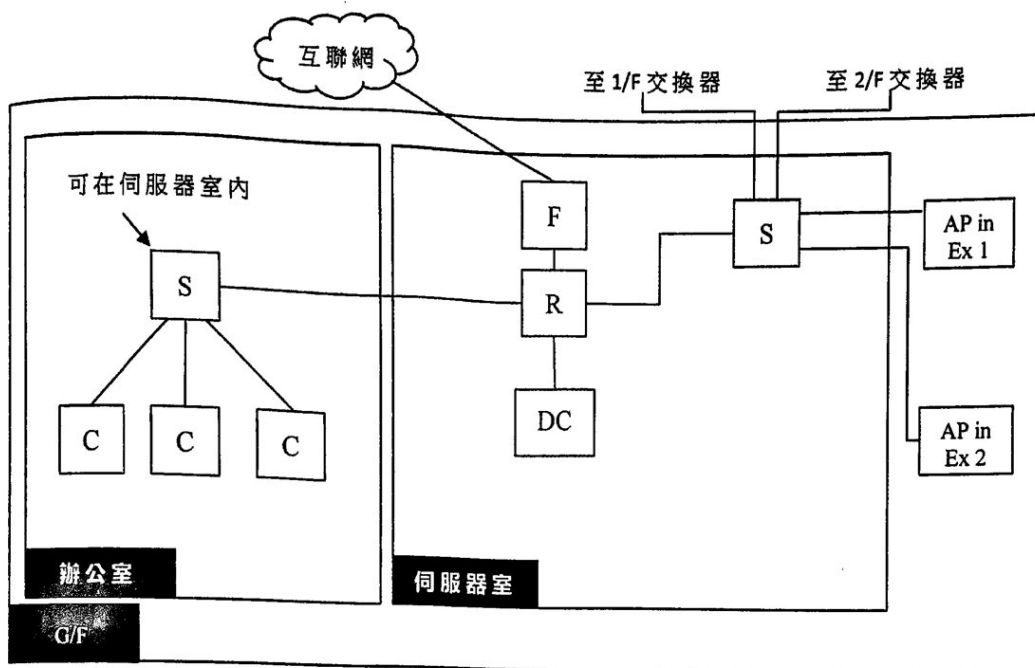 互聯網
至 1/F 交換器
至 2/F 交換器
可在伺服器室內
F
S
AP in
Ex 1
S
R
DC
C
C
C
AP in
Ex 2
辦公室
伺服器室
G/F